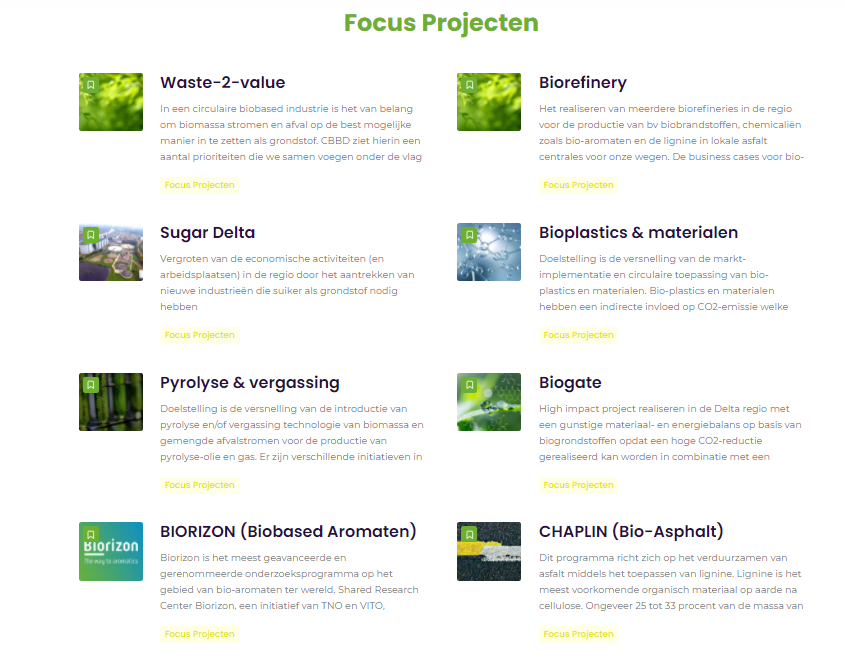 Focus Projecten
Waste-2-value
In een circulaire biobased industrie is het van belang
om biomassa stromen en afval op de best mogelijke
manier in te zetten als grondstof. CBBD ziet hierin een
aantal prioriteiten die we samen voegen onder de vlag
Focus Projecten
Biorefinery
Het realiseren van meerdere biorefineries in de regio
voor de productie van bv biobrandstoffen, chemicaliën
zoals bio-aromaten en de lignine in lokale asfalt
centrales voor onze wegen. De business cases voor bio-
Focus Projecten
Sugar Delta
Vergroten van de economische activiteiten (en
arbeidsplaatsen) in de regio door het aantrekken van
nieuwe industrieën die suiker als grondstof nodig
hebben
Focus Projecten
Bioplastics & materialen
Doelstelling is de versnelling van de markt-
implementatie en circulaire toepassing van bio-
plastics en materialen. Bio-plastics en materialen
hebben een indirecte invloed op CO2-emissie welke
Focus Projecten
Pyrolyse & vergassing
Doelstelling is de versnelling van de introductie van
pyrolyse en/of vergassing technologie van biomassa en
gemengde afvalstromen voor de productie van
pyrolyse-olie en gas. Er zijn verschillende initiatieven in
Focus Projecten
Biogate
High impact project realiseren in de Delta regio met
een gunstige materiaal- en energiebalans op basis van
biogrondstoffen opdat een hoge CO2-reductie
gerealiseerd kan worden in combinatie met een
Focus Projecten
Biorizon
The way to aromatics
BIORIZON (Biobased Aromaten)
Biorizon is het meest geavanceerde en
gerenommeerde onderzoeksprogramma op het
gebied van bio-aromaten ter wereld. Shared Research
Center Biorizon, een initiatief van TNO en VITO,
Focus Projecten
CHAPLIN (Bio-Asphalt)
Dit programma richt zich op het verduurzamen van
asfalt middels het toepassen van lignine. Lignine is het
meest voorkomende organisch materiaal op aarde na
cellulose. Ongeveer 25 tot 33 procent van de massa van
Focus Projecten